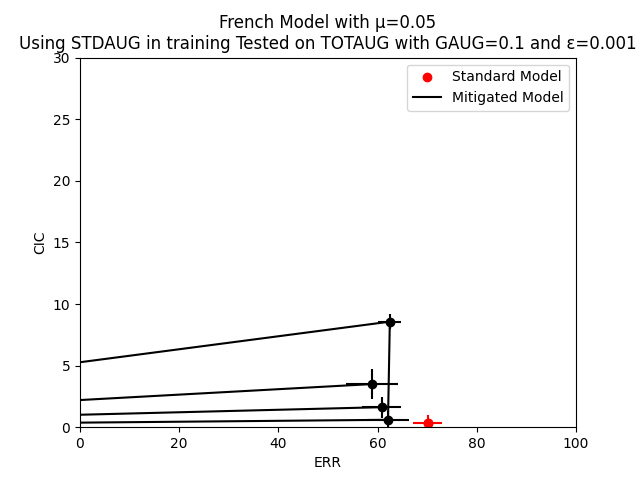 French Model with μ=0.05
Using STDAUG in training Tested on TOTAUG with GAUG=0.1 and ε=0.001
30
25
20
15
10
5
0
CIC
Standard Model
Mitigated Model
0 20 40 60 80 100
ERR